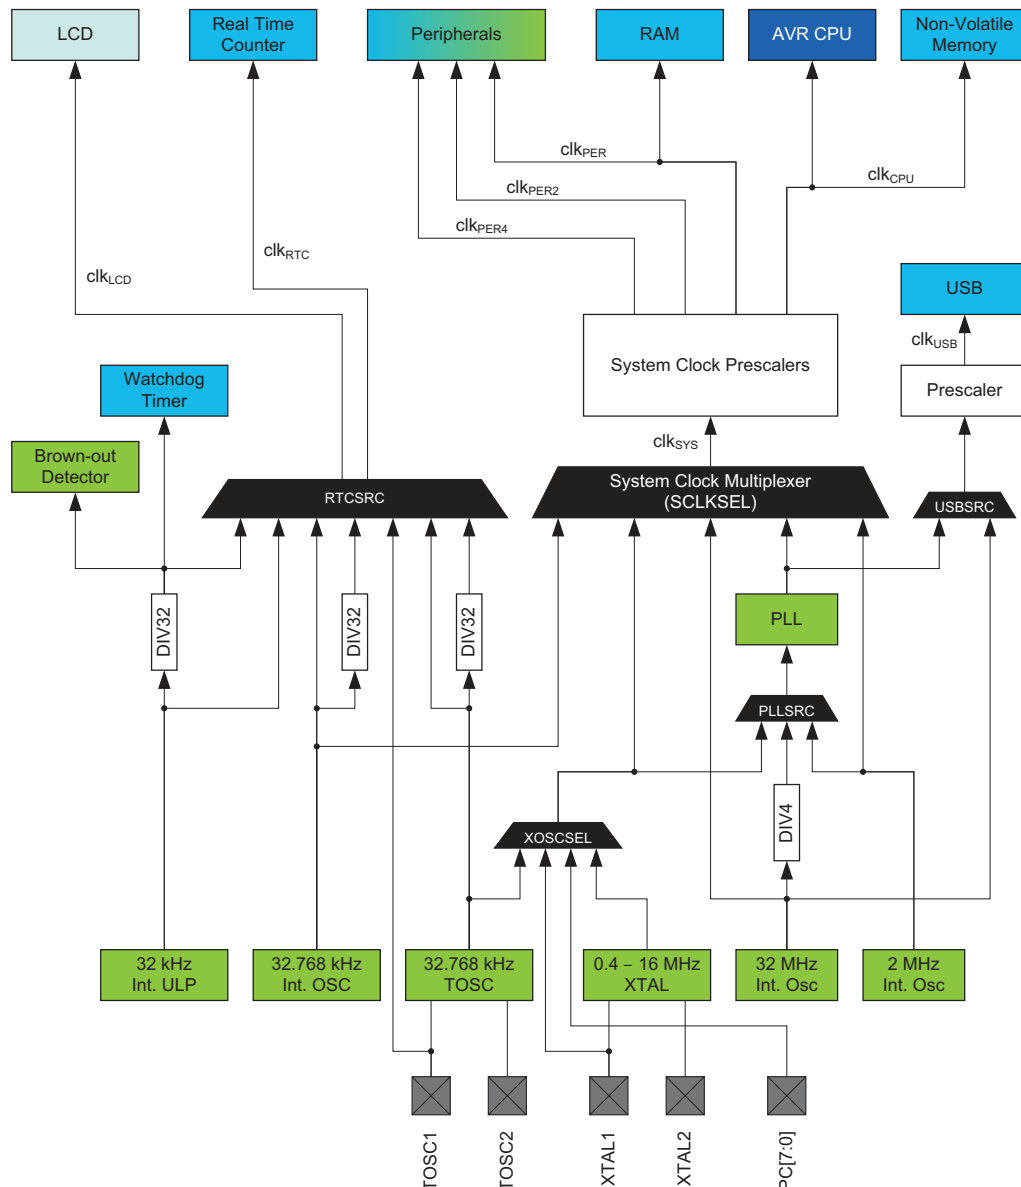 LCD
Real Time
Counter
Peripherals
RAM
AVR CPU
Non-Volatile
Memory
clkPER
clkPER2
clkCPU
clkPER4
clkRTC
clkLCD
USB
clkUSB
System Clock Prescalers
Prescaler
Watchdog
Timer
clkSYS
Brown-out
Detector
RTCSRC
System Clock Multiplexer
(SCLKSEL)
USBSRC
DIV32
DIV32
DIV32
PLL
PLLSRC
DIV4
XOSCSEL
32 kHz
Int. ULP
32.768 kHz
Int. OSC
32.768 kHz
TOSC
0.4 – 16 MHz
XTAL
32 MHz
Int. Osc
2 MHz
Int. Osc
TOSC1
TOSC2
XTAL1
XTAL2
PC[7:0]